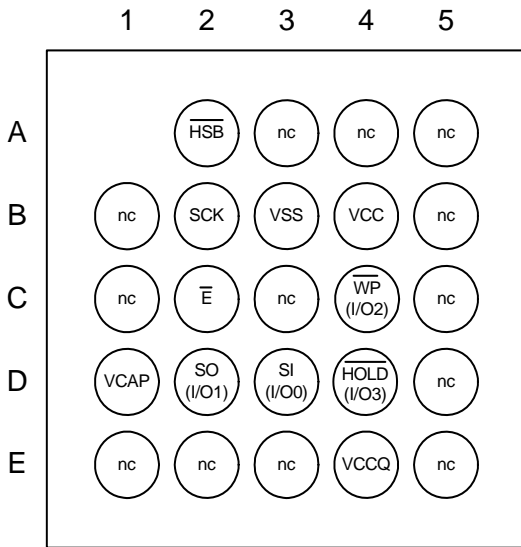 1 2 3 4 5
A HSB nc nc nc
B nc SCK VSS VCC nc
C nc E nc WP (I/O2) nc
D VCAP SO (I/O1) SI (I/O0) HOLD (I/O3) nc
E nc nc nc VCCQ nc